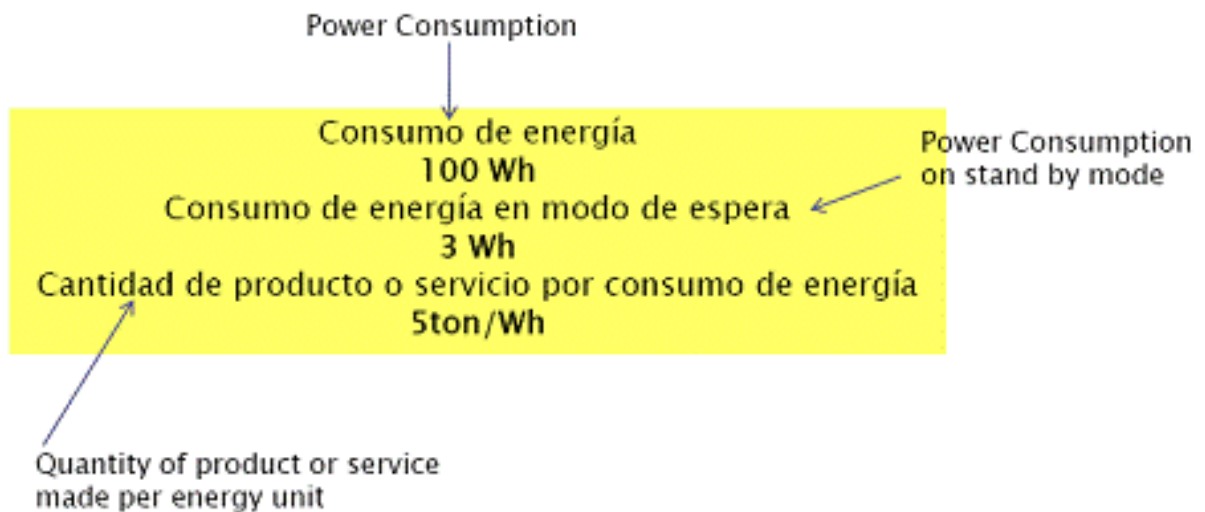 Power Consumption
Consumo de energía
100 Wh
Power Consumption
on stand by mode
Consumo de energía en modo de espera
3 Wh
Cantidad de producto o servicio por consumo de energía
5ton/Wh
Quantity of product or service
made per energy unit